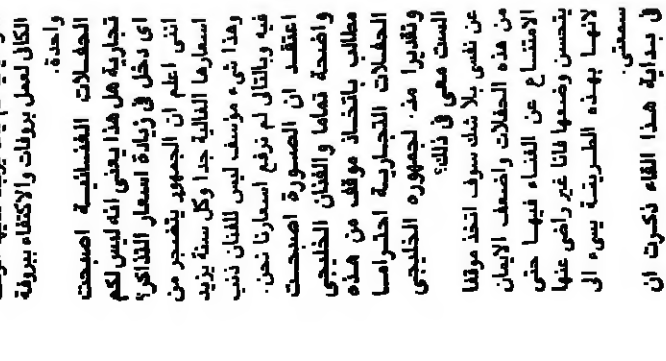 الكافي لعمل بروفات والاكتفاء ببروفة
واحدة.
الحفلات الغنائية اصبحت
تجارية هل هذا يعني انه ليس لكم
اي دخل في زيادة اسعار التذاكر؟
انني اعلم ان الجمهور يتضجر من
اسعارها الغالية جدا وكل سنة يزيد
وهذا شيء مؤسف ليس للفنان ذنب
فيه وبالتالي لم نرفع اسعارنا نحن.
اعتقد ان الصورة اصبحت
واضحة تماما والفنان الخليجي
مطالب باتخاذ موقف من هذه
الحفلات التجارية احتراما
وتقديرا منه لجمهوره الخليجي
الست معي في ذلك؟
عن نفسي بلا شك سوف اتخذ موقفا
من هذه الحفلات واضعف الايمان
الامتناع عن الغناء فيها حتى
يتحسن وضعها فانا غير راضي عنها
لانها بهذه الطريقة يسيء الى
سمعتي.
في بداية هذا القاء ذكرت ان